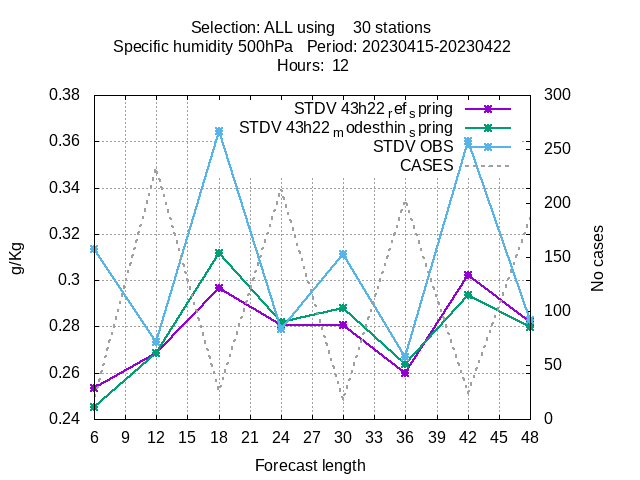 Selection: ALL using    30 stations
Specific humidity 500hPa   Period: 20230415-20230422
Hours:  12
0.38
0.36
0.34
0.32
0.3
0.28
0.26
0.24
g/Kg
STDV 43h22 ref spring
STDV 43h22 modesthin spring
STDV OBS
CASES
300
250
200
150
100
50
0
No cases
6 9 12 15 18 21 24 27 30 33 36 39 42 45 48
Forecast length